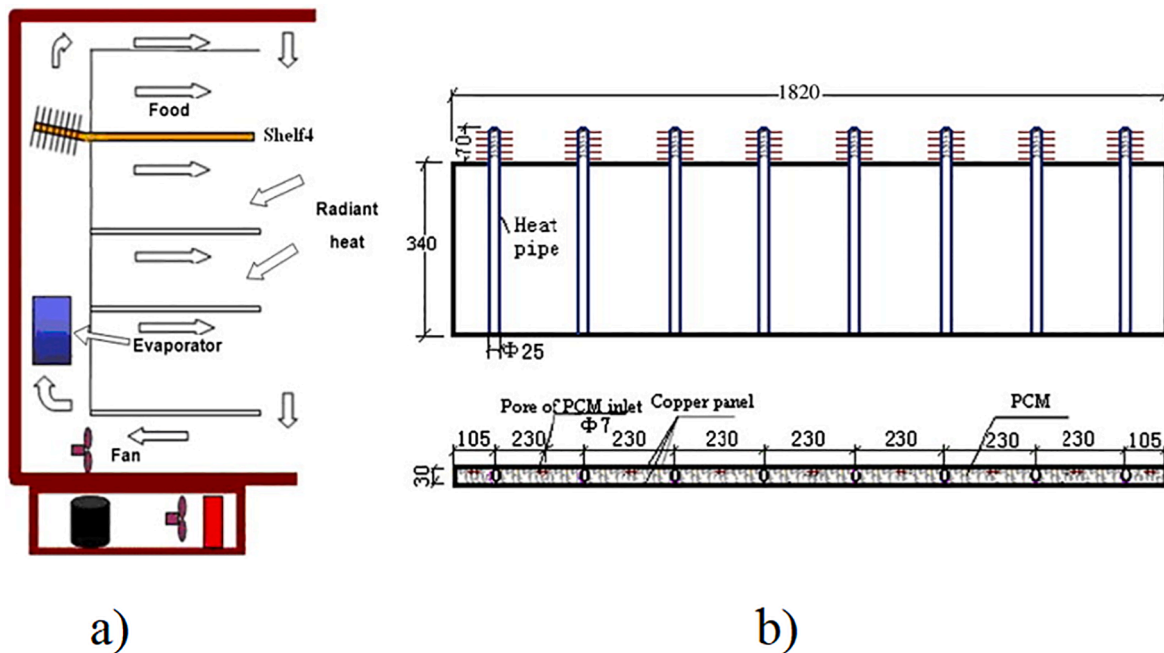 Food
Shelf4
Radiant
heat
Evaporator
Fan
a)
1820
70
340
Heat
pipe
Φ25
Pore of PCM inlet
Φ7
Copper panel
PCM
105 230 230 230 230 230 230 230 105
30
b)